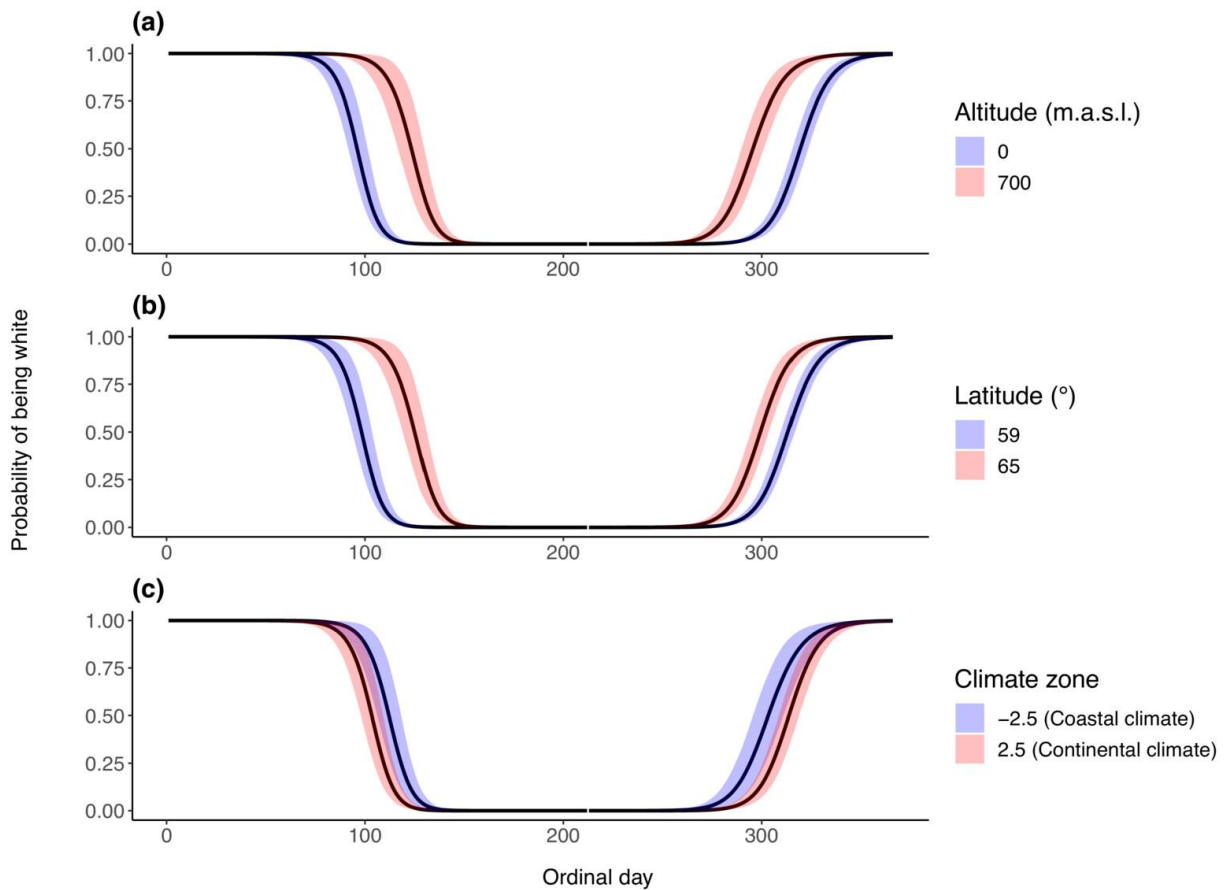 (a)
1.00
0.75
0.50
0.25
0.00
0 100 200 300
Altitude (m.a.s.l.)
0
700
(b)
1.00
0.75
0.50
0.25
0.00
0 100 200 300
Latitude (°)
59
65
(c)
1.00
0.75
0.50
0.25
0.00
0 100 200 300
Climate zone
−2.5 (Coastal climate)
2.5 (Continental climate)
Probability of being white
Ordinal day